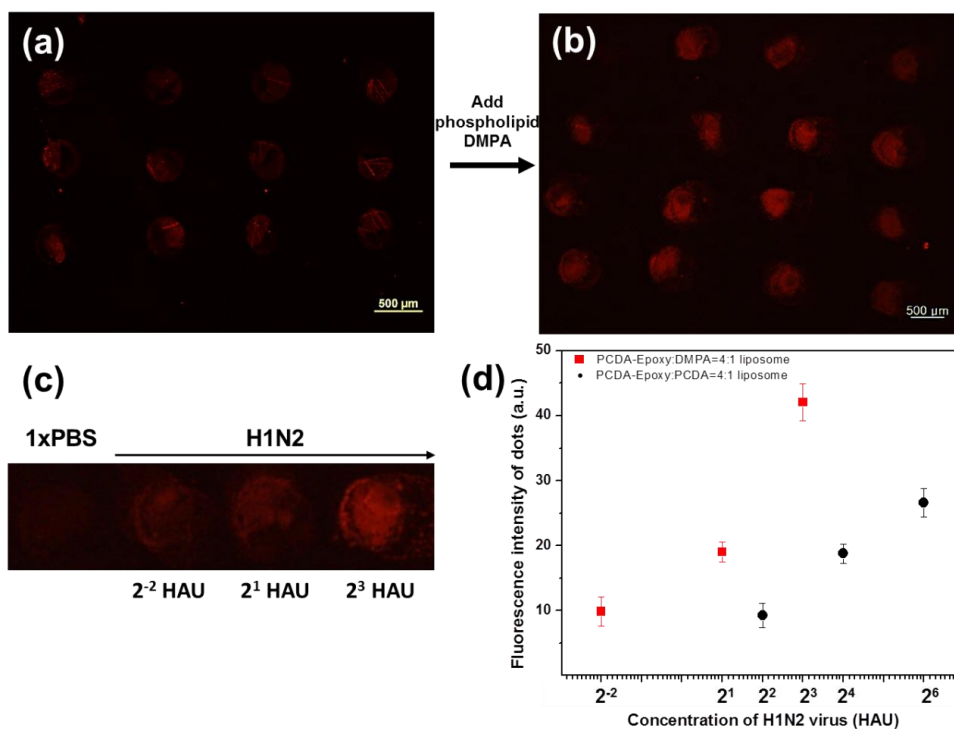 (a)
500 µm
Add
phospholipid
DMPA
(b)
500 µm
(c)
1xPBS
H1N2
2⁻² HAU
2¹ HAU
2³ HAU
(d)
PCDA-Epoxy:DMPA=4:1 liposome
PCDA-Epoxy:PCDA=4:1 liposome
Fluorescence intensity of dots (a.u.)
50
40
30
20
10
2⁻² 2¹ 2² 2³ 2⁴ 2⁶
Concentration of H1N2 virus (HAU)